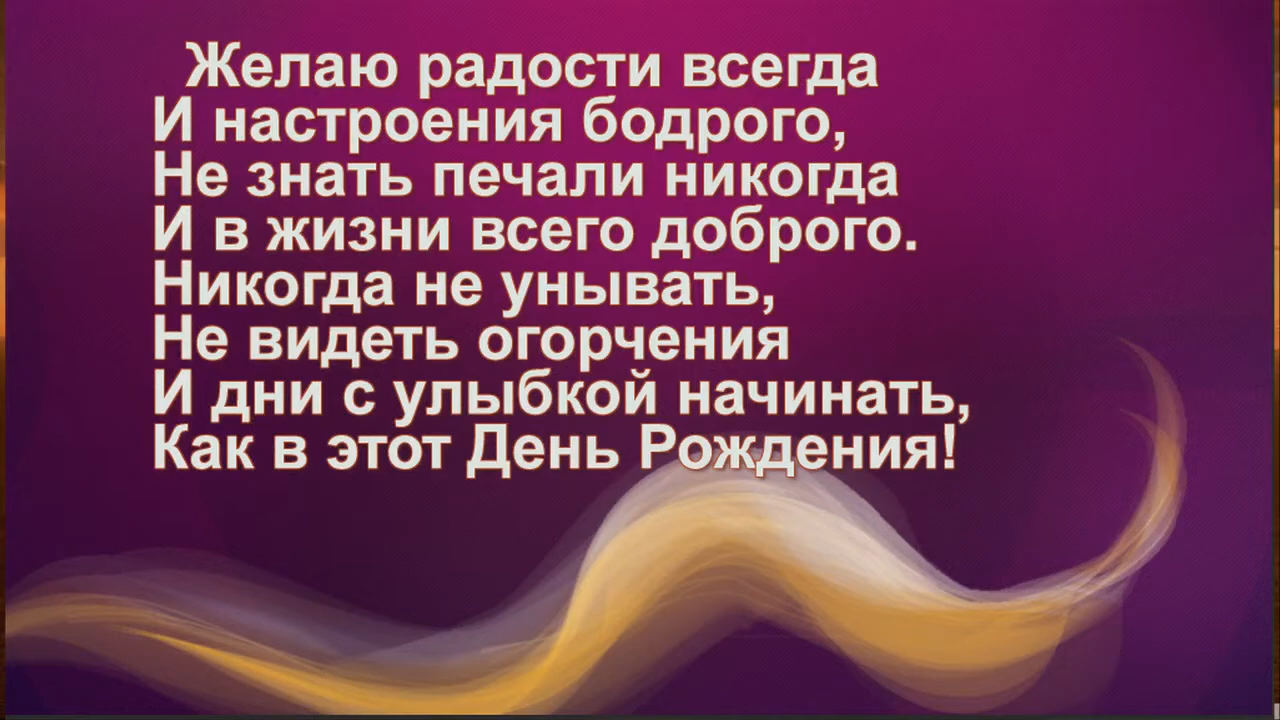 Желаю радости всегда
И настроения бодрого,
Не знать печали никогда
И в жизни всего доброго.
Никогда не унывать,
Не видеть огорчения
И дни с улыбкой начинать,
Как в этот День Рождения!